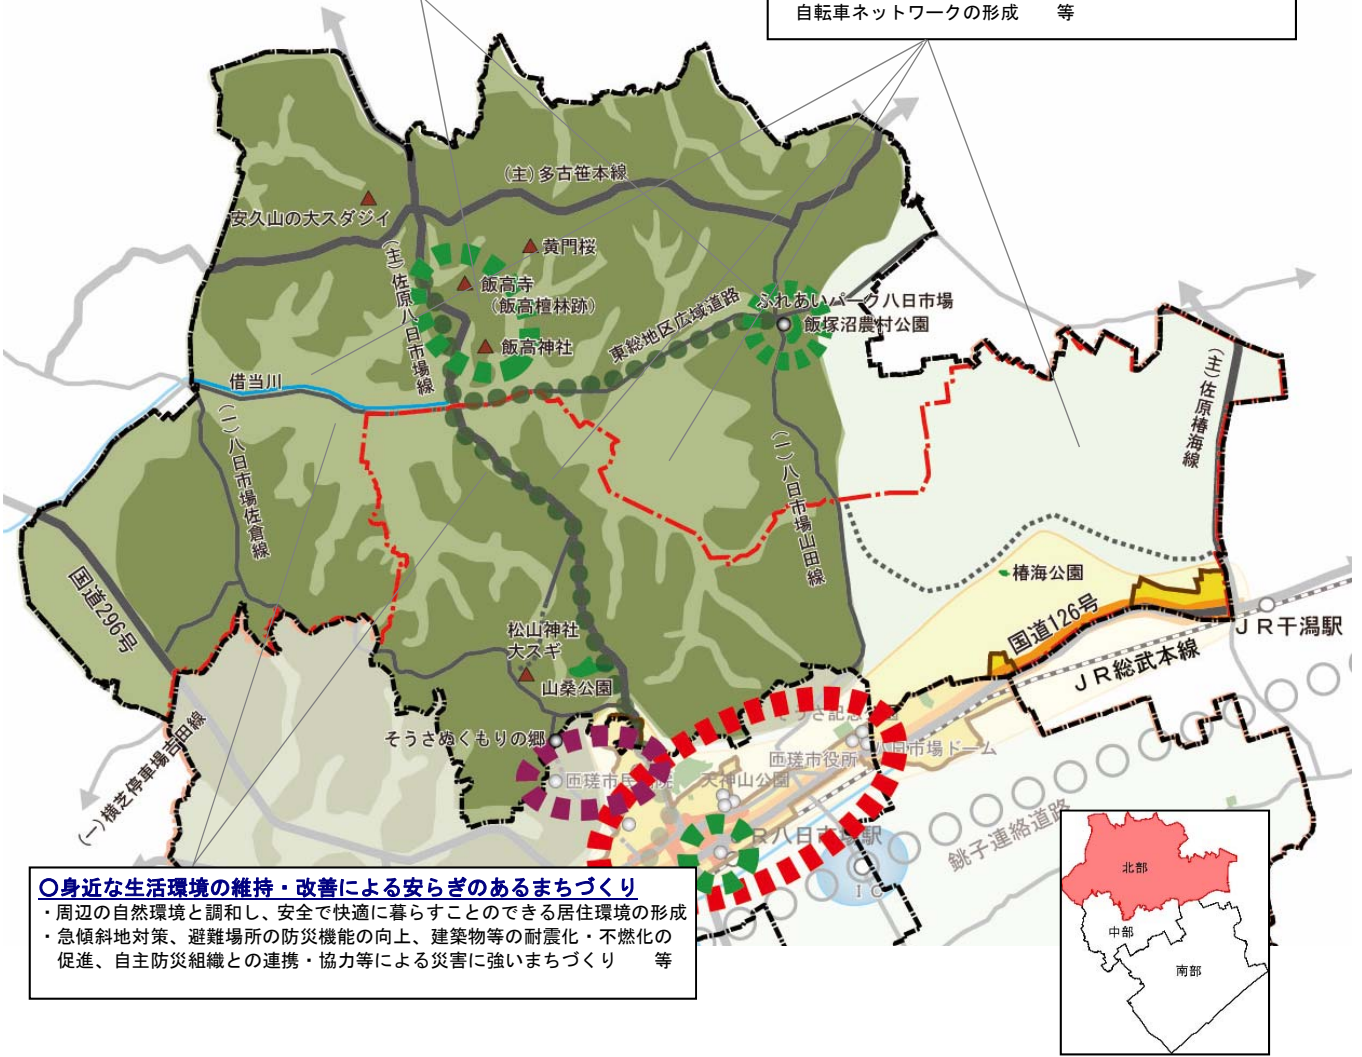 自転車ネットワークの形成　等
(主)多古笹本線
安久山の大スダジイ
黄門桜
(主)佐原八日市場線
飯高寺
(飯高檀林跡)
飯高神社
東総地区広域道路
ふれあいパーク八日市場
飯塚沼農村公園
借当川
(一)八日市場佐倉線
(一)八日市場山田線
(主)佐原椿海線
国道296号
椿海公園
国道126号
JR干潟駅
JR総武本線
松山神社
大スギ
山桑公園
そうさぬくもりの郷
(一)横芝停車場吉田線
匝瑳市役所
八日市場ドーム
天神山公園
R八日市場駅
銚子連絡道路
IC
〇身近な生活環境の維持・改善による安らぎのあるまちづくり
・周辺の自然環境と調和し、安全で快適に暮らすことのできる居住環境の形成
・急傾斜地対策、避難場所の防災機能の向上、建築物等の耐震化・不燃化の
促進、自主防災組織との連携・協力等による災害に強いまちづくり　等
北部
中部
南部